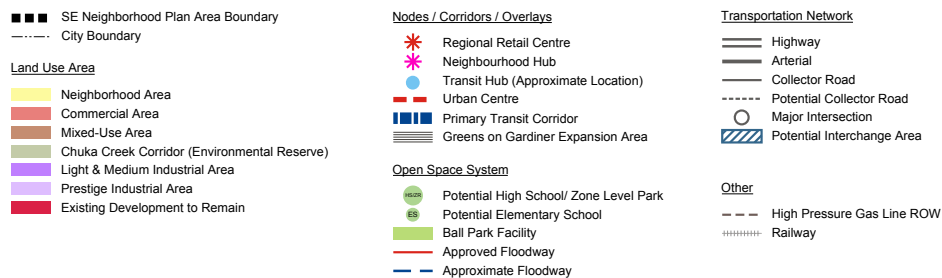 SE Neighborhood Plan Area Boundary
City Boundary
Land Use Area
Neighborhood Area
Commercial Area
Mixed-Use Area
Chuka Creek Corridor (Environmental Reserve)
Light & Medium Industrial Area
Prestige Industrial Area
Existing Development to Remain
Nodes / Corridors / Overlays
Regional Retail Centre
Neighbourhood Hub
Transit Hub (Approximate Location)
Urban Centre
Primary Transit Corridor
Greens on Gardiner Expansion Area
Open Space System
HS/ZR Potential High School/ Zone Level Park
ES Potential Elementary School
Ball Park Facility
Approved Floodway
Approximate Floodway
Transportation Network
Highway
Arterial
Collector Road
Potential Collector Road
Major Intersection
Potential Interchange Area
Other
High Pressure Gas Line ROW
Railway